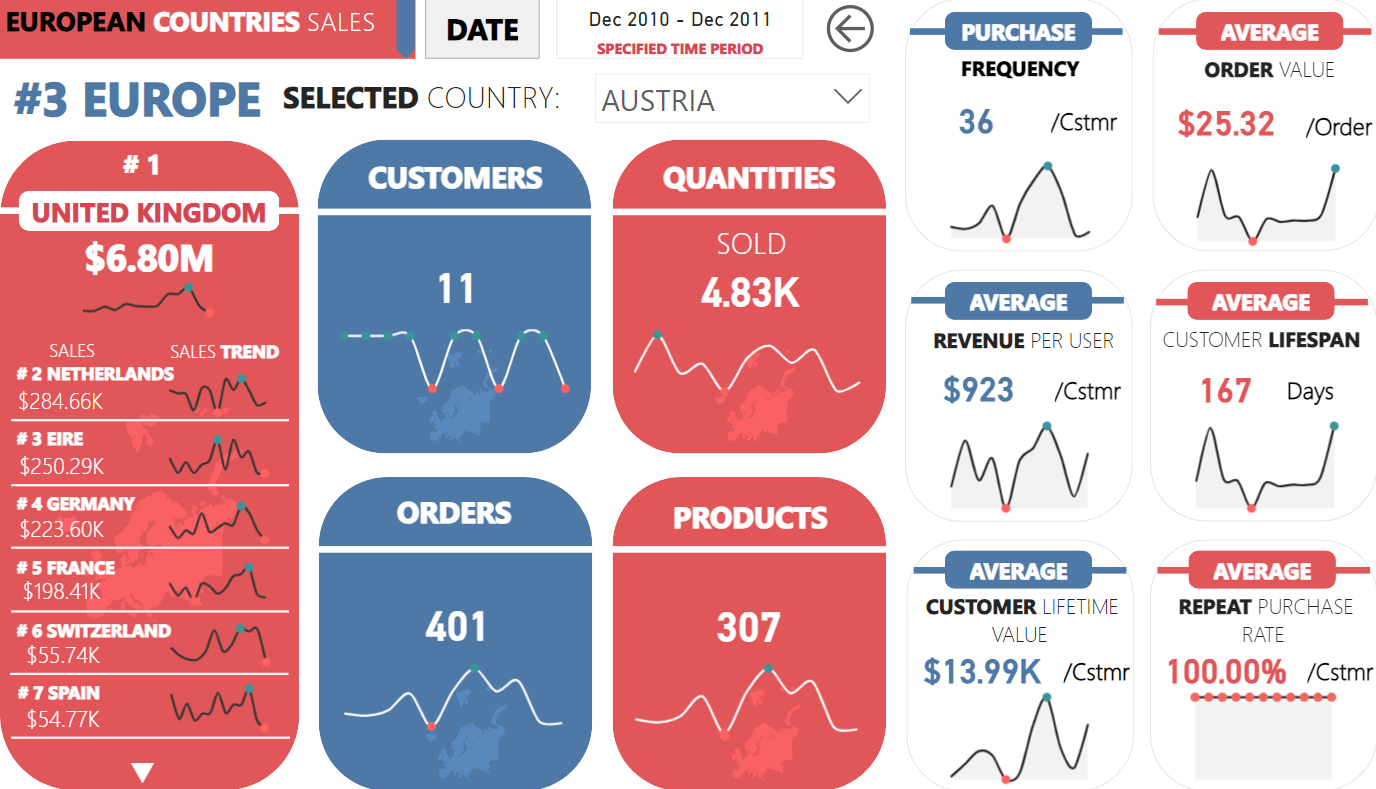 EUROPEAN COUNTRIES SALES
DATE
Dec 2010 - Dec 2011
SPECIFIED TIME PERIOD
#3 EUROPE
SELECTED COUNTRY:
AUSTRIA
# 1
UNITED KINGDOM
$6.80M
SALES
SALES TREND
# 2 NETHERLANDS
$284.66K
# 3 EIRE
$250.29K
# 4 GERMANY
$223.60K
# 5 FRANCE
$198.41K
# 6 SWITZERLAND
$55.74K
# 7 SPAIN
$54.77K
CUSTOMERS
11
QUANTITIES
SOLD
4.83K
ORDERS
401
PRODUCTS
307
PURCHASE
FREQUENCY
36 /Cstmr
AVERAGE
ORDER VALUE
$25.32 /Order
AVERAGE
REVENUE PER USER
$923 /Cstmr
AVERAGE
CUSTOMER LIFESPAN
167 Days
AVERAGE
CUSTOMER LIFETIME
VALUE
$13.99K /Cstmr
AVERAGE
REPEAT PURCHASE
RATE
100.00% /Cstmr